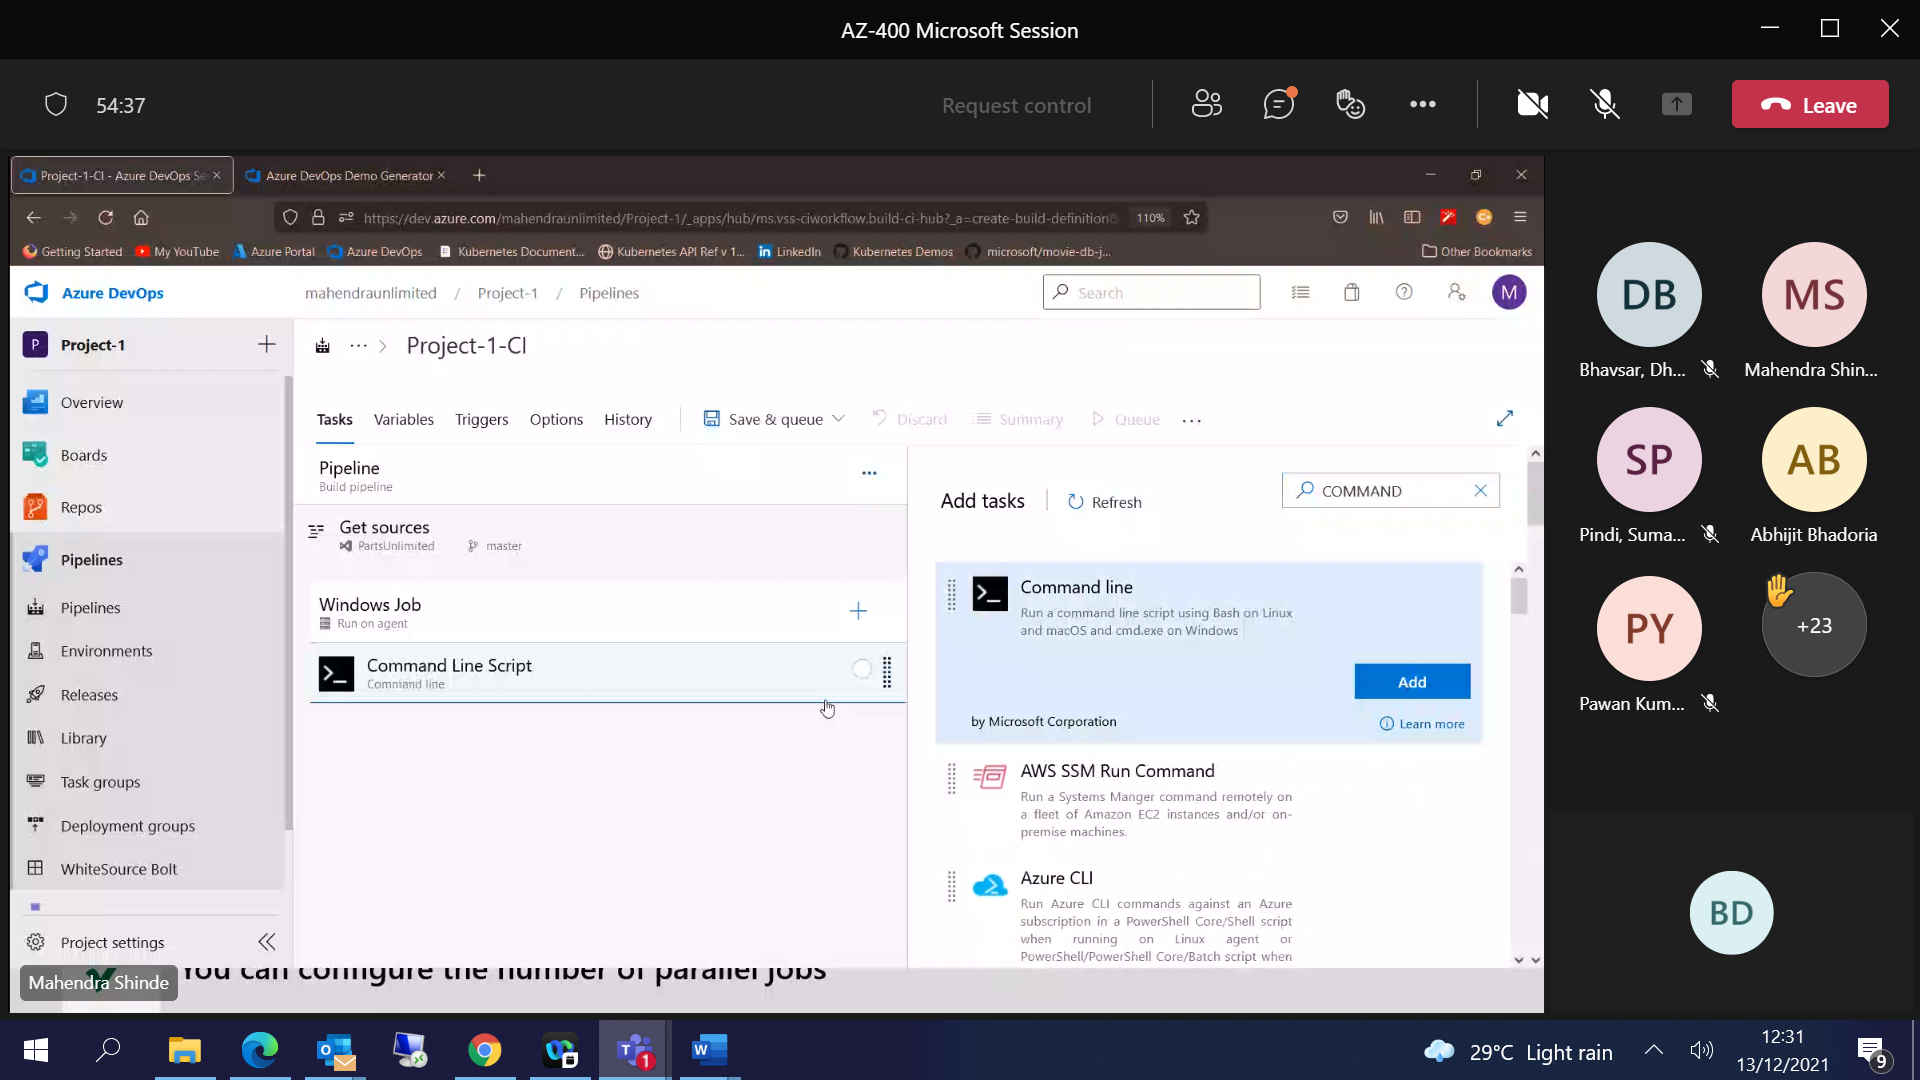 AZ-400 Microsoft Session
54:37
Request control
Leave
Project-1-CI - Azure DevOps Se
Azure DevOps Demo Generator
https://dev.azure.com/mahendraunlimited/Project-1/_apps/hub/ms.vss-ciworkflow.build-ci-hub?_a=create-build-definition
110%
Getting Started
My YouTube
Azure Portal
Azure DevOps
Kubernetes Document...
Kubernetes API Ref v 1...
LinkedIn
Kubernetes Demos
microsoft/movie-db-j...
Other Bookmarks
Azure DevOps
mahendraunlimited / Project-1 / Pipelines
Search
M
P Project-1
Overview
Boards
Repos
Pipelines
Pipelines
Environments
Releases
Library
Task groups
Deployment groups
WhiteSource Bolt
Project settings
... > Project-1-CI
Tasks
Variables
Triggers
Options
History
Save & queue
Discard
Summary
Queue
...
Pipeline
Build pipeline
...
Get sources
PartsUnlimited
master
Windows Job
Run on agent
Command Line Script
Command line
Add tasks
Refresh
COMMAND
Command line
Run a command line script using Bash on Linux
and macOS and cmd.exe on Windows
Add
by Microsoft Corporation
Learn more
AWS SSM Run Command
Run a Systems Manger command remotely on
a fleet of Amazon EC2 instances and/or on-
premise machines.
Azure CLI
Run Azure CLI commands against an Azure
subscription in a PowerShell Core/Shell script
when running on Linux agent or
PowerShell/PowerShell Core/Batch script when
You can configure the number of parallel jobs
Mahendra Shinde
DB
Bhavsar, Dh...
MS
Mahendra Shin...
SP
Pindi, Suma...
AB
Abhijit Bhadoria
PY
Pawan Kum...
+23
BD
1
29°C Light rain
12:31
13/12/2021
9